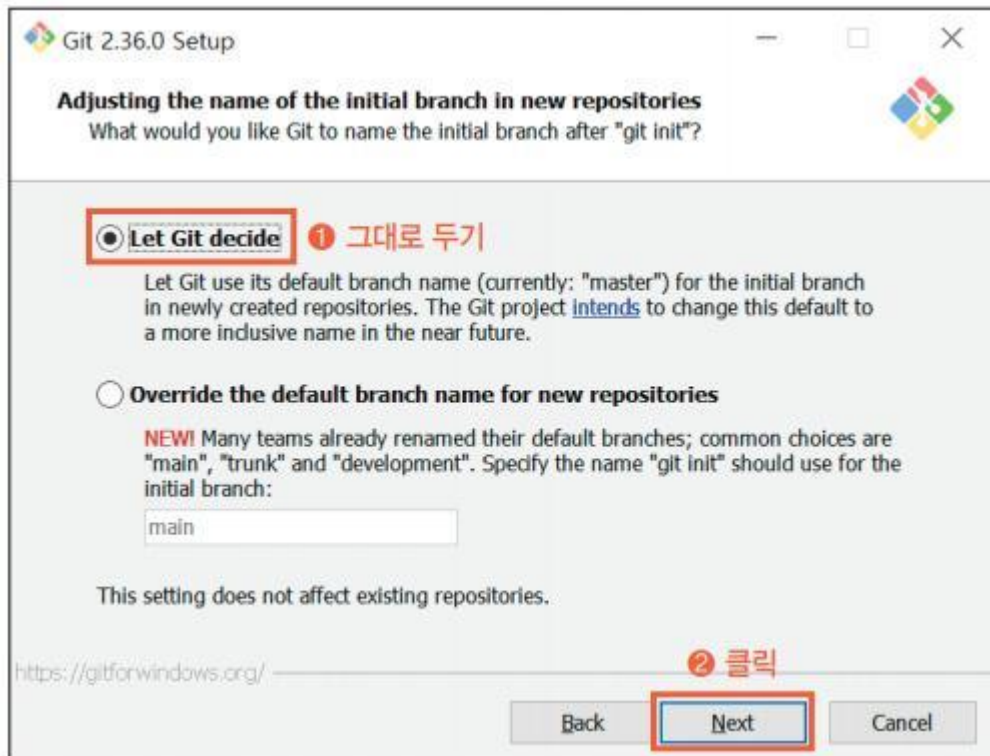 Git 2.36.0 Setup
Adjusting the name of the initial branch in new repositories
What would you like Git to name the initial branch after "git init"?
Let Git decide
❶ 그대로 두기
Let Git use its default branch name (currently: "master") for the initial branch
in newly created repositories. The Git project intends to change this default to
a more inclusive name in the near future.
Override the default branch name for new repositories
NEW! Many teams already renamed their default branches; common choices are
"main", "trunk" and "development". Specify the name "git init" should use for the
initial branch:
main
This setting does not affect existing repositories.
https://gitforwindows.org/
❷ 클릭
Back
Next
Cancel